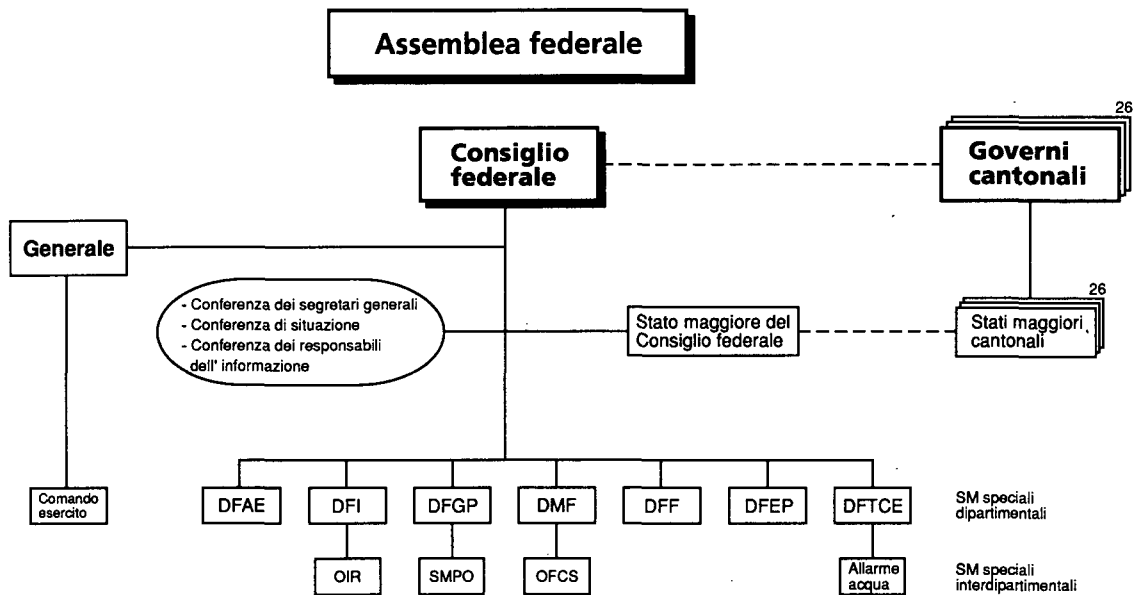 Assemblea federale
26
Consiglio
federale
Governi
cantonali
Generale
- Conferenza dei segretari generali
- Conferenza di situazione
- Conferenza dei responsabili
dell' informazione
Stato maggiore del
Consiglio federale
26
Stati maggiori
cantonali
Comando
esercito
DFAE
DFI
DFGP
DMF
DFF
DFEP
DFTCE
SM speciali
dipartimentali
OIR
SMPO
OFCS
Allarme
acqua
SM speciali
interdipartimentali